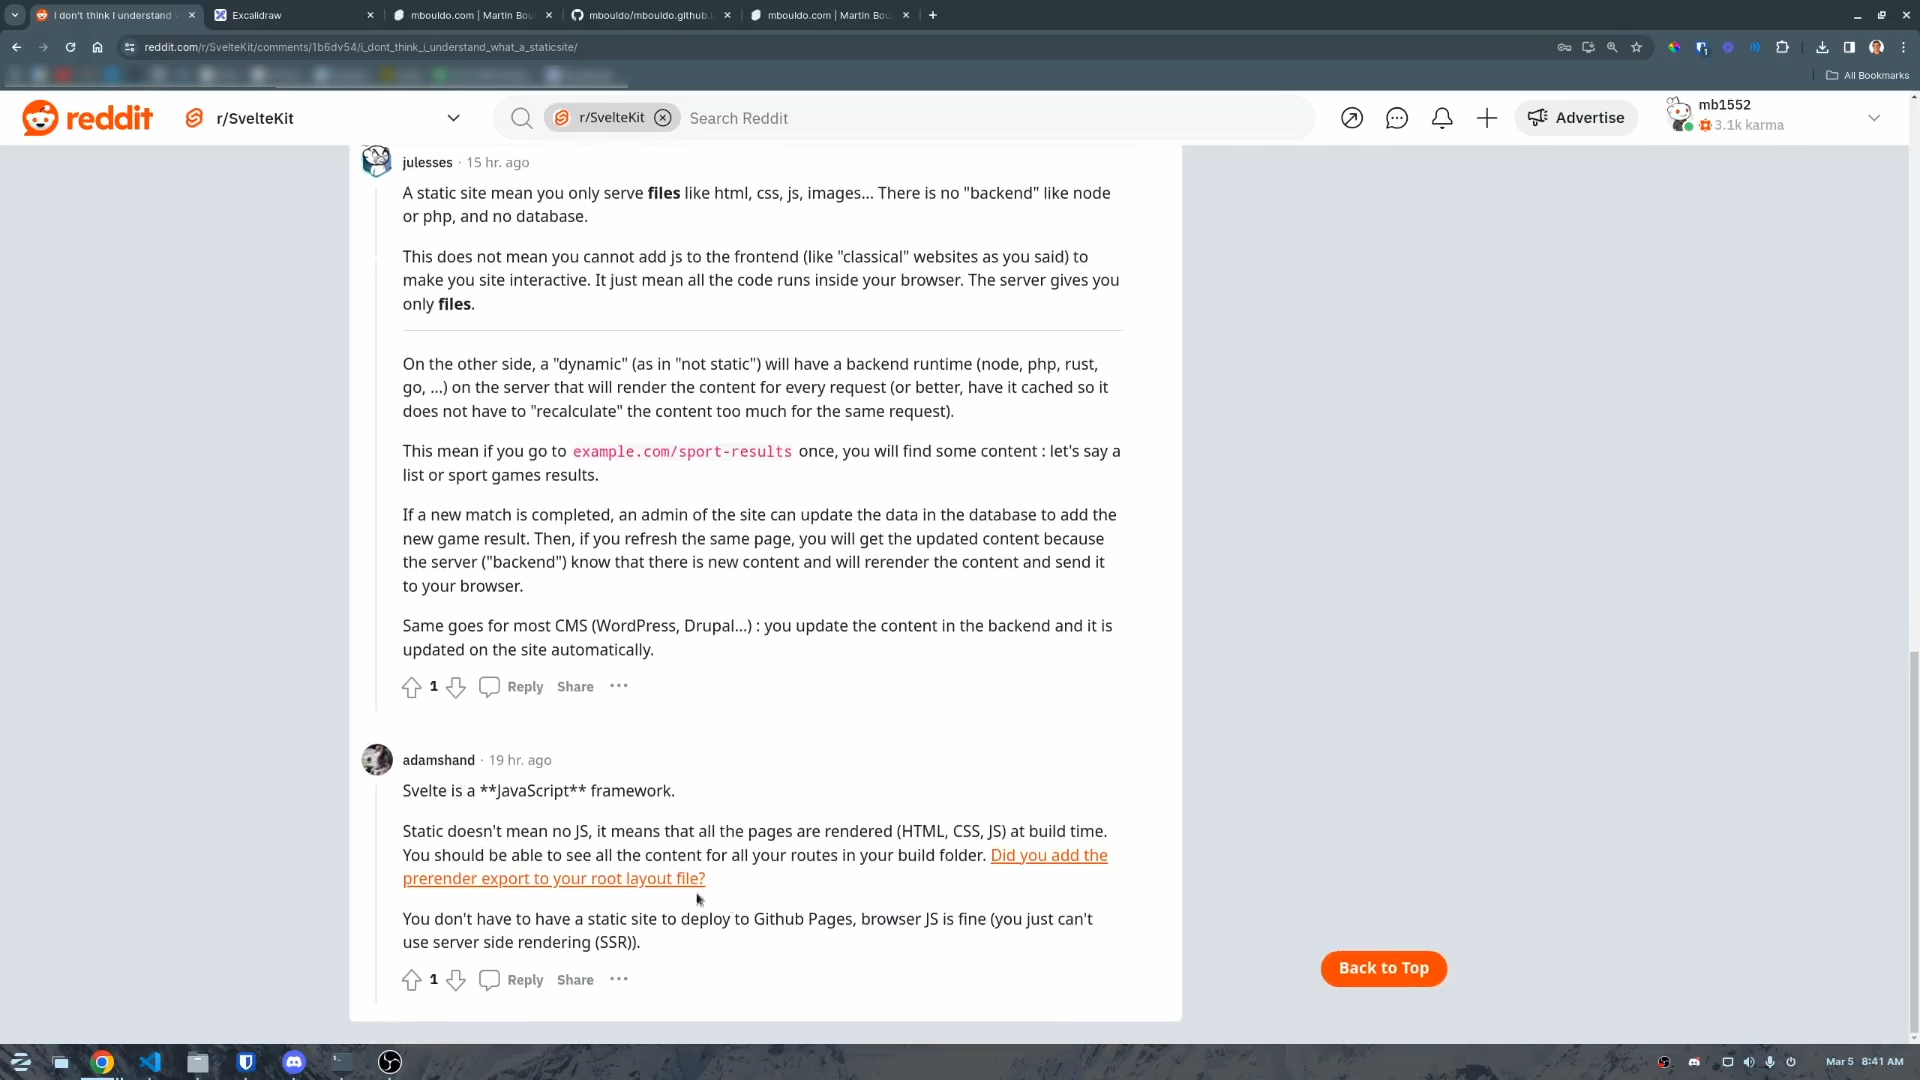 I don't think I understand
Excalidraw
mbouldo.com | Martin Bou
mbouldo/mbouldo.github.
mbouldo.com | Martin Bou
reddit.com/r/SvelteKit/comments/1b6dv54/i_dont_think_i_understand_what_a_staticsite/
All Bookmarks
reddit
r/SvelteKit
r/SvelteKit
Search Reddit
Advertise
mb1552
3.1k karma
julesses · 15 hr. ago
A static site mean you only serve files like html, css, js, images... There is no "backend" like node
or php, and no database.
This does not mean you cannot add js to the frontend (like "classical" websites as you said) to
make you site interactive. It just mean all the code runs inside your browser. The server gives you
only files.
On the other side, a "dynamic" (as in "not static") will have a backend runtime (node, php, rust,
go, ...) on the server that will render the content for every request (or better, have it cached so it
does not have to "recalculate" the content too much for the same request).
This mean if you go to example.com/sport-results once, you will find some content : let's say a
list or sport games results.
If a new match is completed, an admin of the site can update the data in the database to add the
new game result. Then, if you refresh the same page, you will get the updated content because
the server ("backend") know that there is new content and will rerender the content and send it
to your browser.
Same goes for most CMS (WordPress, Drupal...) : you update the content in the backend and it is
updated on the site automatically.
1 Reply Share ...
adamshand · 19 hr. ago
Svelte is a **JavaScript** framework.
Static doesn't mean no JS, it means that all the pages are rendered (HTML, CSS, JS) at build time.
You should be able to see all the content for all your routes in your build folder. Did you add the
prerender export to your root layout file?
You don't have to have a static site to deploy to Github Pages, browser JS is fine (you just can't
use server side rendering (SSR)).
1 Reply Share ...
Back to Top
Mar 5 8:41 AM